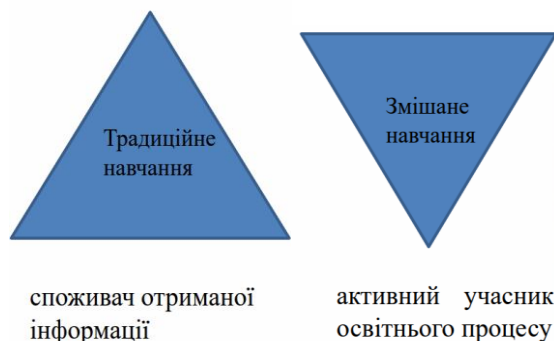 Традиційне
навчання
Змішане
навчання
споживач отриманої
інформації
активний учасник
освітнього процесу